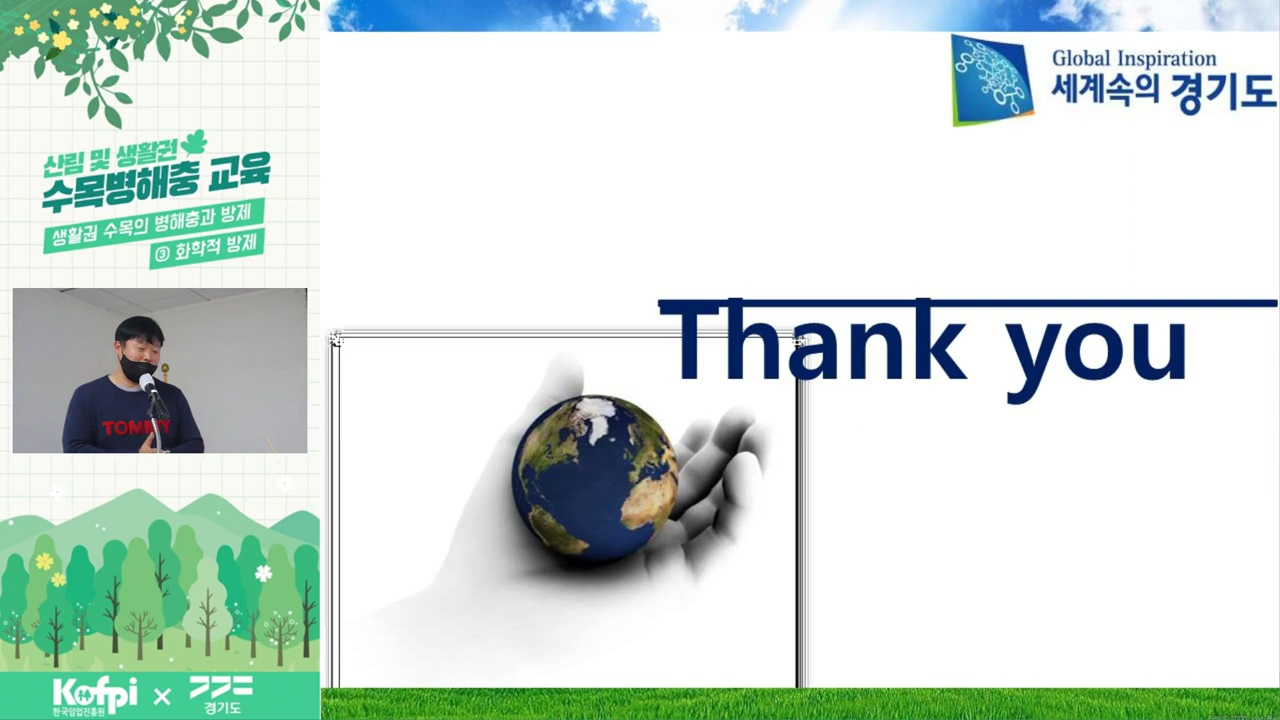 산림 및 생활권
수목병해충 교육
생활권 수목의 병해충과 방제
③ 화학적 방제
TOMMY
Kofpi
한국임업진흥원
×
경기도
Global Inspiration
세계속의 경기도
Thank you